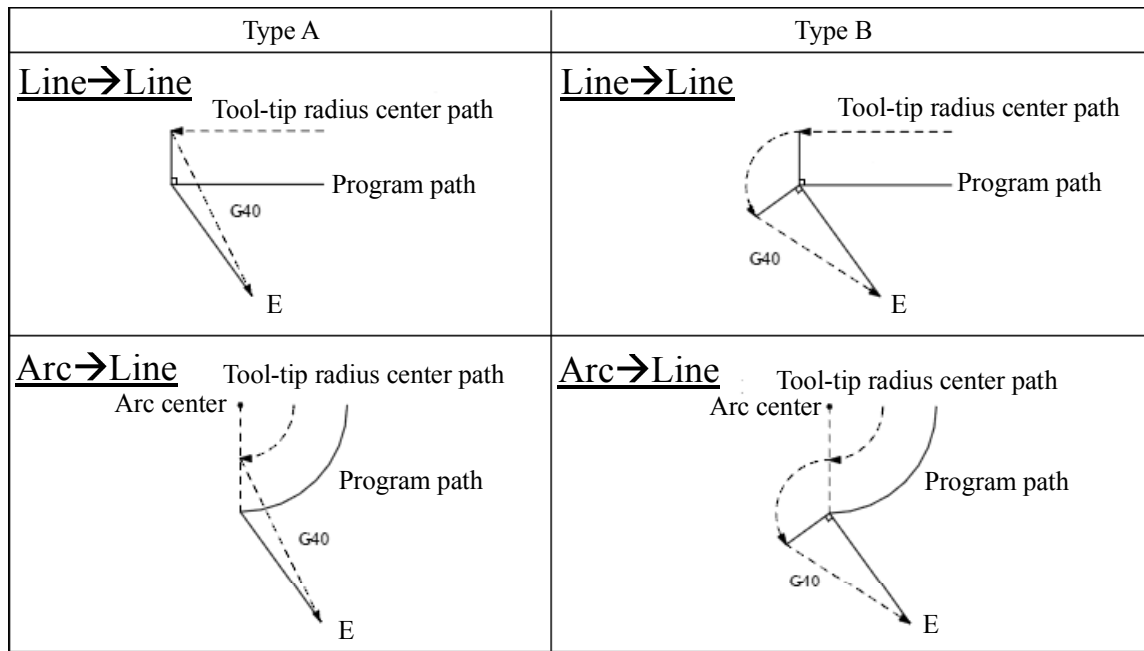 Type A
Type B
Line→Line
Tool-tip radius center path
Program path
G40
E
Line→Line
Tool-tip radius center path
Program path
G40
E
Arc→Line
Tool-tip radius center path
Arc center
Program path
G40
E
Arc→Line
Tool-tip radius center path
Arc center
Program path
G40
E